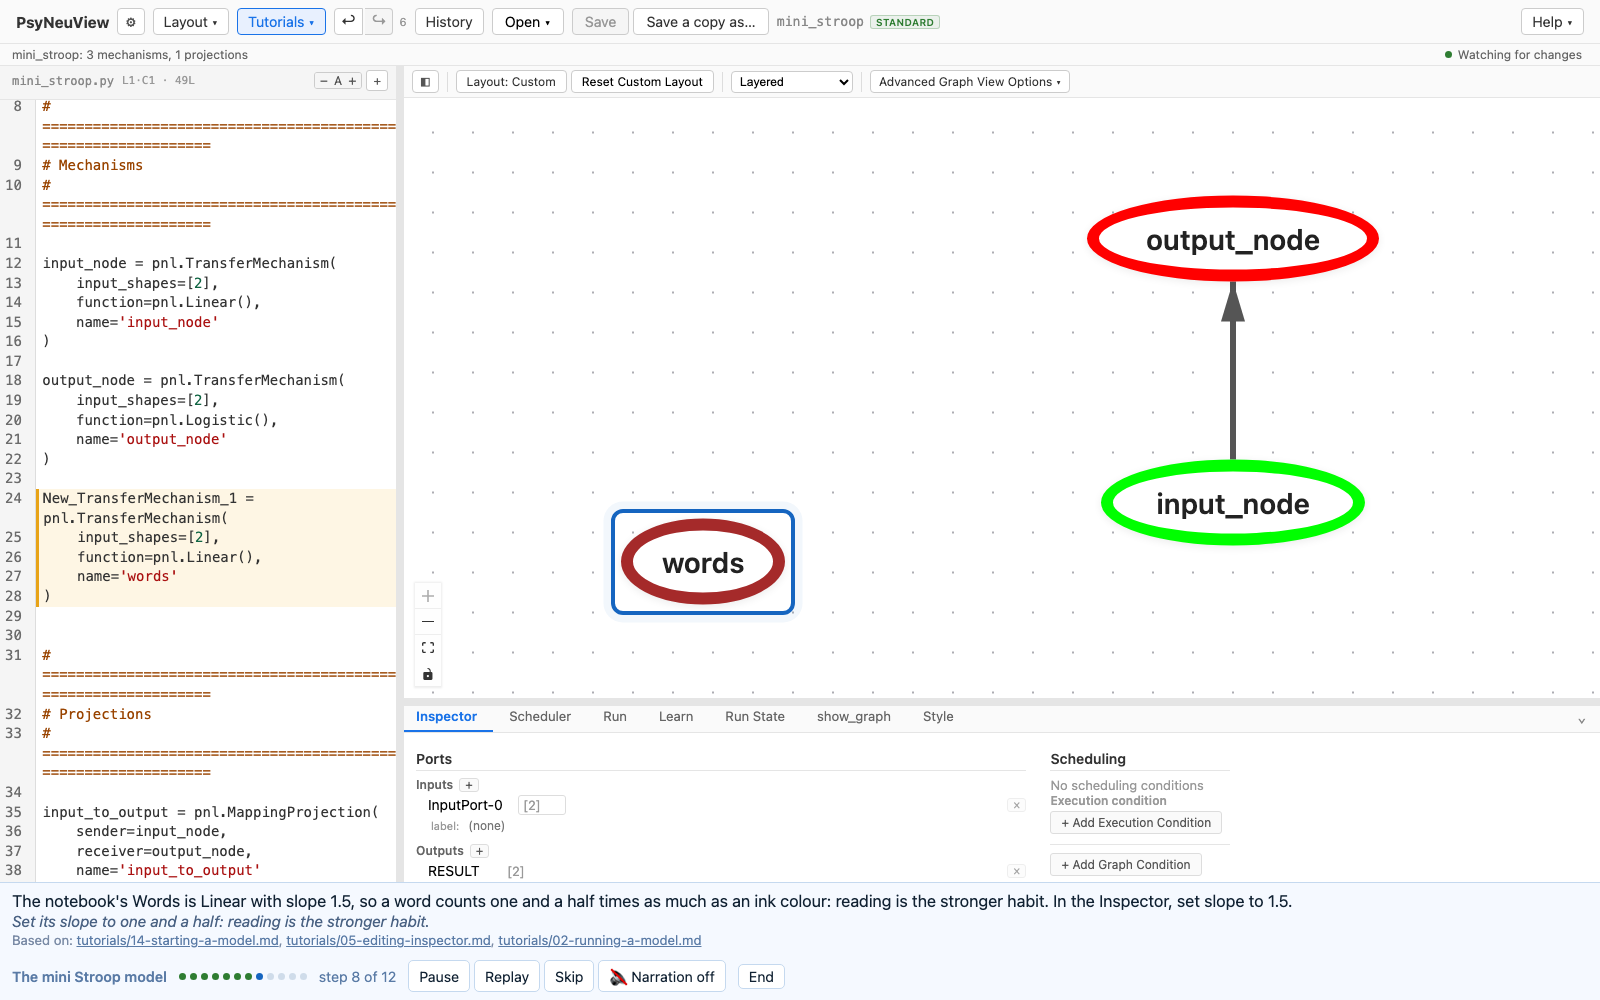 PsyNeuView ⚙ Layout ▾ Tutorials ▾ ↩ ↪ 6 History Open ▾ Save Save a copy as... mini_stroop STANDARD Help ▾
mini_stroop: 3 mechanisms, 1 projections Watching for changes
mini_stroop.py L1·C1 · 49L − A + +
Layout: Custom Reset Custom Layout Layered Advanced Graph View Options ▾
8 #
==========================================
====================
9 # Mechanisms
10 #
==========================================
====================
11
12 input_node = pnl.TransferMechanism(
13 input_shapes=[2],
14 function=pnl.Linear(),
15 name='input_node'
16 )
17
18 output_node = pnl.TransferMechanism(
19 input_shapes=[2],
20 function=pnl.Logistic(),
21 name='output_node'
22 )
23
24 New_TransferMechanism_1 =
pnl.TransferMechanism(
25 input_shapes=[2],
26 function=pnl.Linear(),
27 name='words'
28 )
29
30
31 #
==========================================
====================
32 # Projections
33 #
==========================================
====================
34
35 input_to_output = pnl.MappingProjection(
36 sender=input_node,
37 receiver=output_node,
38 name='input_to_output'
output_node
input_node
words
Inspector Scheduler Run Learn Run State show_graph Style
Ports
Inputs +
InputPort-0 [2] x
label: (none)
Outputs +
RESULT [2] x
Scheduling
No scheduling conditions
Execution condition
+ Add Execution Condition
+ Add Graph Condition
The notebook's Words is Linear with slope 1.5, so a word counts one and a half times as much as an ink colour: reading is the stronger habit. In the Inspector, set slope to 1.5.
Set its slope to one and a half: reading is the stronger habit.
Based on: tutorials/14-starting-a-model.md, tutorials/05-editing-inspector.md, tutorials/02-running-a-model.md
The mini Stroop model step 8 of 12 Pause Replay Skip Narration off End